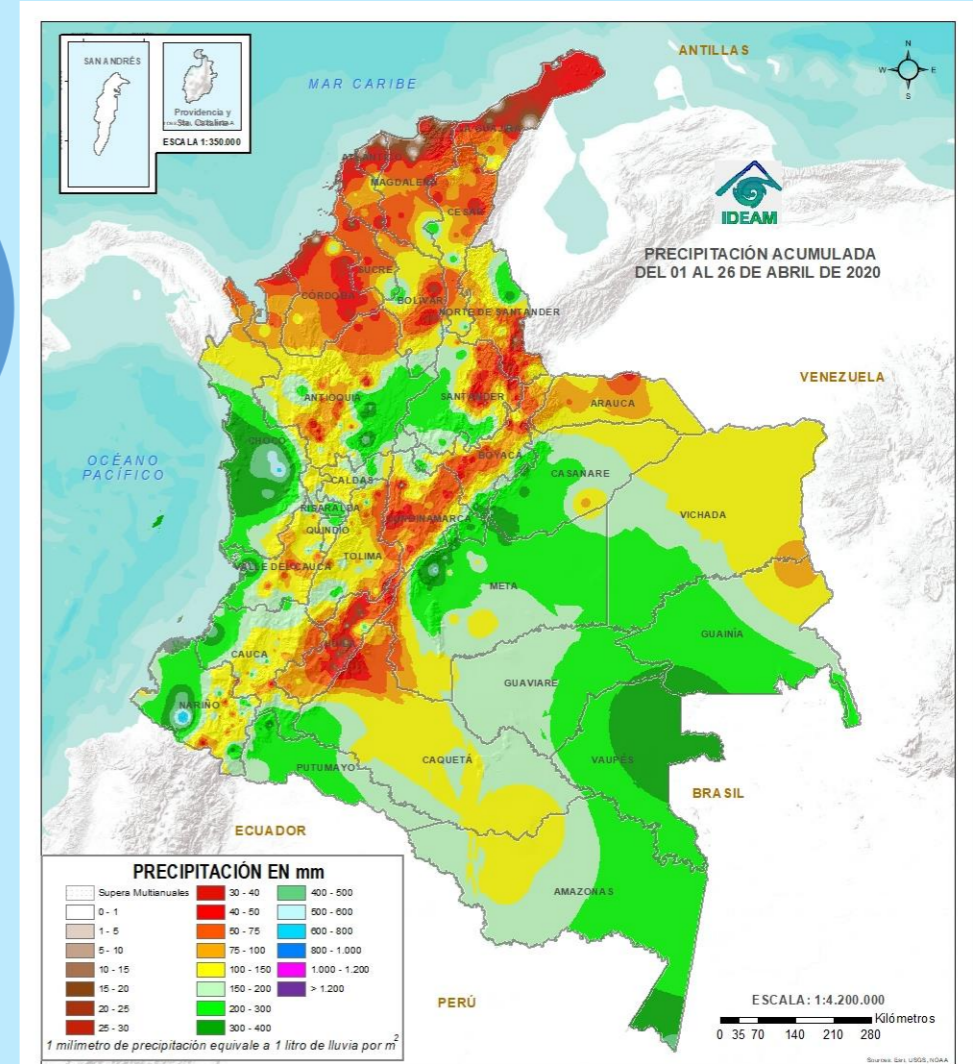 SAN ANDRÉS
Providencia y
Sta. Catalina
ESCALA 1:350.000
MAR CARIBE
ANTILLAS
N
W E
S
IDEAM
PRECIPITACIÓN ACUMULADA
DEL 01 AL 26 DE ABRIL DE 2020
LA GUAJIRA
ATLÁNTICO
MAGDALENA
CESAR
SUCRE
CÓRDOBA
BOLÍVAR
NORTE DE SANTANDER
VENEZUELA
ANTIOQUIA
SANTANDER
ARAUCA
CHOCÓ
BOYACÁ
OCÉANO
PACÍFICO
CASANARE
CALDAS
RISARALDA
CUNDINAMARCA
VICHADA
QUINDIO
TOLIMA
VALLE DEL CAUCA
META
GUAINÍA
CAUCA
GUAVIARE
NARIÑO
CAQUETÁ
VAUPÉS
PUTUMAYO
BRASIL
ECUADOR
AMAZONAS
PERÚ
PRECIPITACIÓN EN mm
Supera Multianuales 30 - 40 400 - 500
0 - 1 40 - 50 500 - 600
1 - 5 50 - 75 600 - 800
5 - 10 75 - 100 800 - 1.000
10 - 15 100 - 150 1.000 - 1.200
15 - 20 150 - 200 > 1.200
20 - 25 200 - 300
25 - 30 300 - 400
1 milimetro de precipitación equivale a 1 litro de lluvia por m²
ESCALA: 1:4.200.000
Kilómetros
0 35 70 140 210 280
Sources: Esri, USGS, NOAA